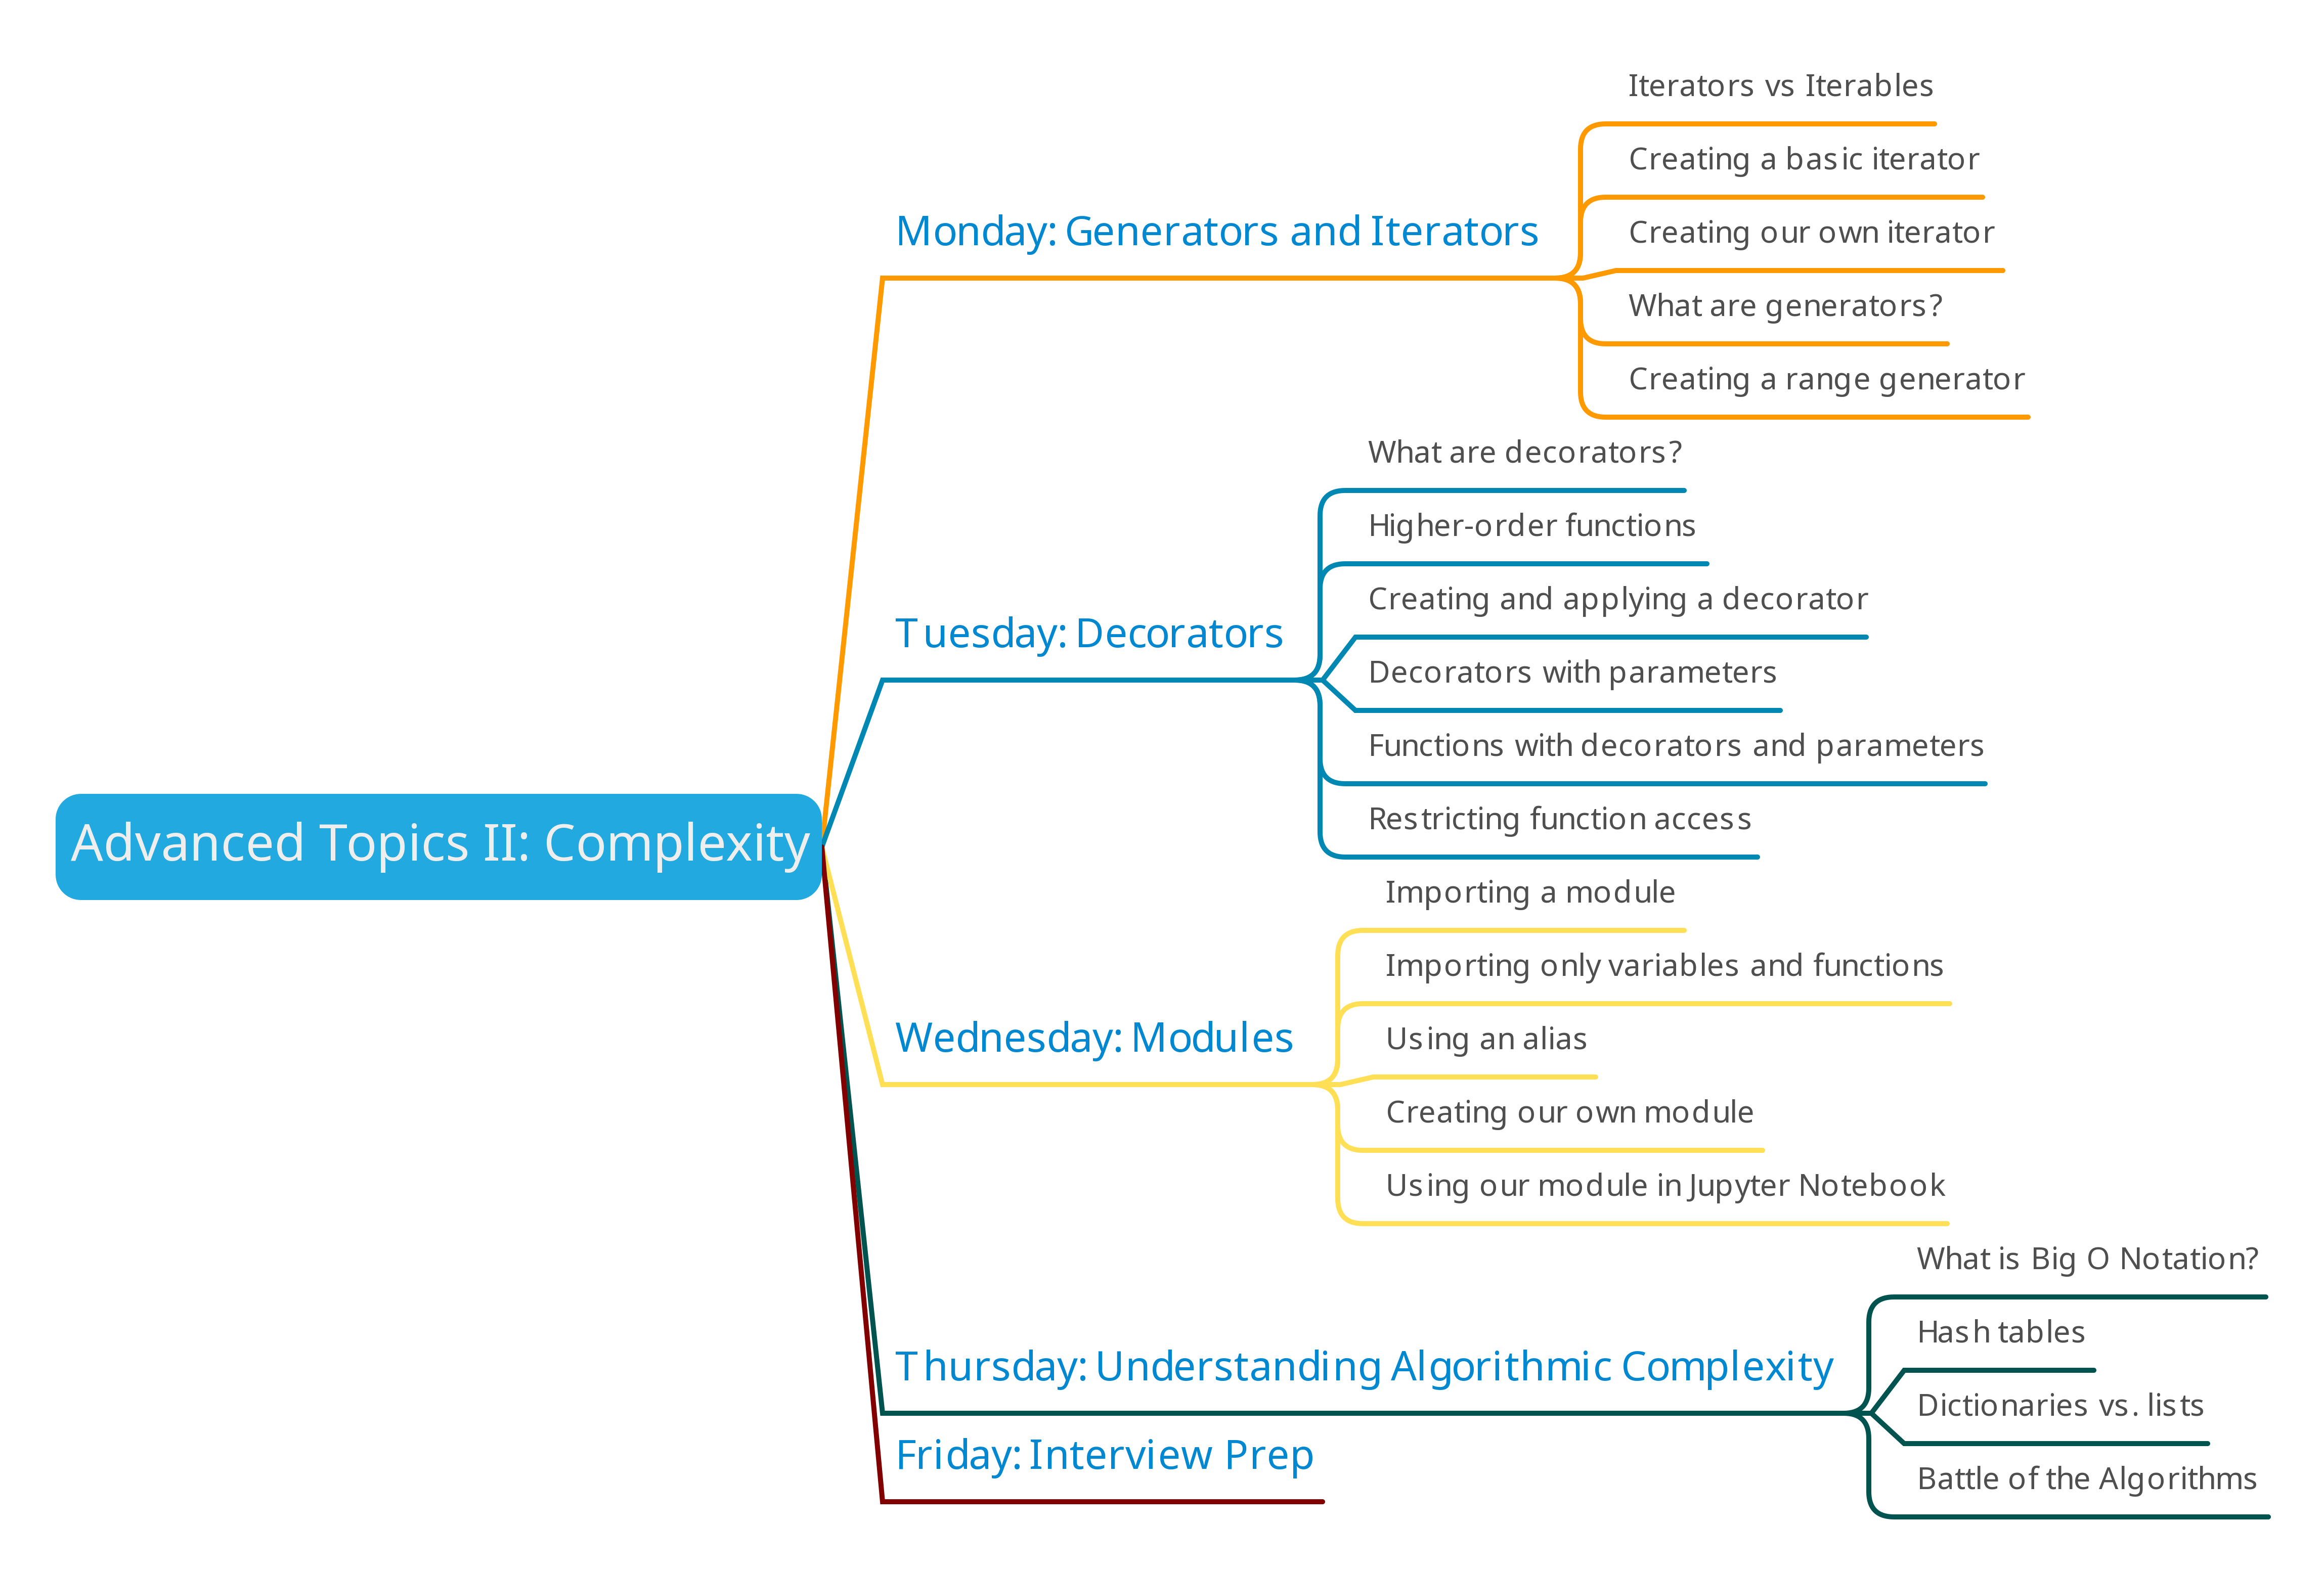 Advanced Topics II: Complexity
Monday: Generators and Iterators
Iterators vs Iterables
Creating a basic iterator
Creating our own iterator
What are generators?
Creating a range generator
Tuesday: Decorators
What are decorators?
Higher-order functions
Creating and applying a decorator
Decorators with parameters
Functions with decorators and parameters
Restricting function access
Wednesday: Modules
Importing a module
Importing only variables and functions
Using an alias
Creating our own module
Using our module in Jupyter Notebook
Thursday: Understanding Algorithmic Complexity
What is Big O Notation?
Hash tables
Dictionaries vs. lists
Battle of the Algorithms
Friday: Interview Prep